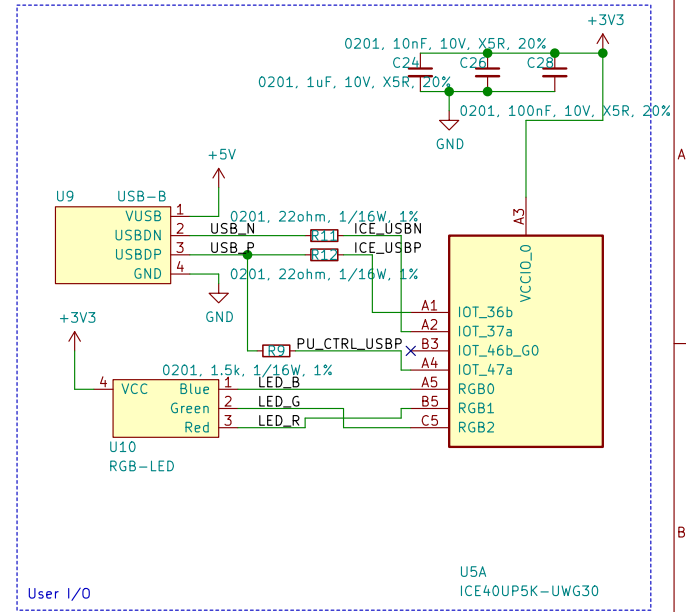 +3V3
0201, 10nF, 10V, X5R, 20%
C24 C26 C28
0201, 1uF, 10V, X5R, 20%
0201, 100nF, 10V, X5R, 20%
GND
A
+5V
U9 USB-B
VUSB 1
USBDN 2
USBDP 3
GND 4
0201, 22ohm, 1/16W, 1%
USB_N R11 ICE_USBN
USB_P R12 ICE_USBP
0201, 22ohm, 1/16W, 1%
GND
A3
VCCIO_0
A1 IOT_36b
A2 IOT_37a
B3 IOT_46b_G0
A4 IOT_47a
A5 RGB0
B5 RGB1
C5 RGB2
+3V3
R9 PU_CTRL_USBP
0201, 1.5k, 1/16W, 1%
4 VCC
Blue 1 LED_B
Green 2 LED_G
Red 3 LED_R
U10
RGB-LED
B
U5A
ICE40UP5K-UWG30
User I/O